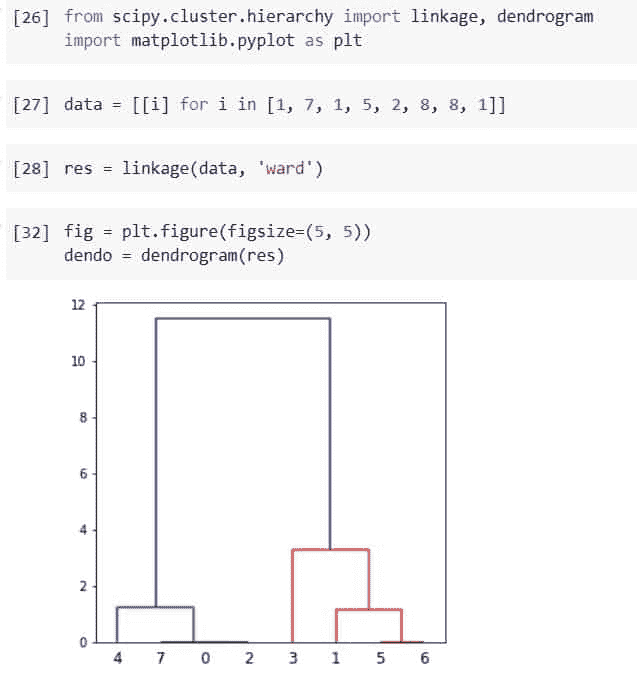 [26] from scipy.cluster.hierarchy import linkage, dendrogram
import matplotlib.pyplot as plt
[27] data = [[i] for i in [1, 7, 1, 5, 2, 8, 8, 1]]
[28] res = linkage(data, 'ward')
[32] fig = plt.figure(figsize=(5, 5))
dendo = dendrogram(res)
12
10
8
6
4
2
0
4 7 0 2 3 1 5 6